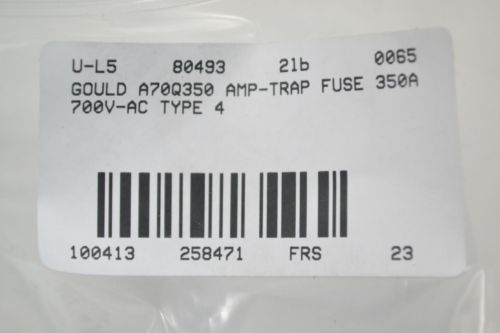 U-L5 80493 21b 0065
GOULD A70Q350 AMP-TRAP FUSE 350A
700V-AC TYPE 4
100413 258471 FRS 23